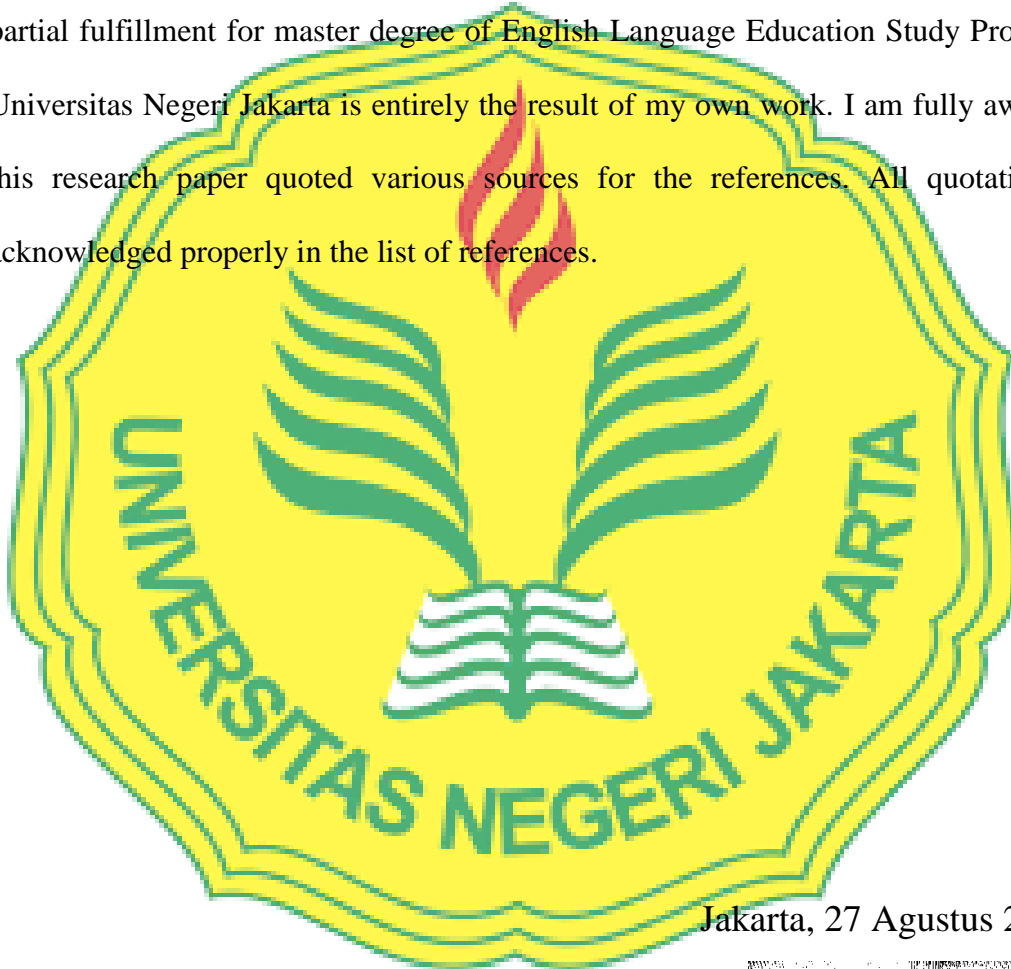 partial fulfillment for master degree of English Language Education Study Pro
Universitas Negeri Jakarta is entirely the result of my own work. I am fully aw
this research paper quoted various sources for the references. All quotati
acknowledged properly in the list of references.
UNIVERSITAS NEGERI JAKARTA
Jakarta, 27 Agustus 2